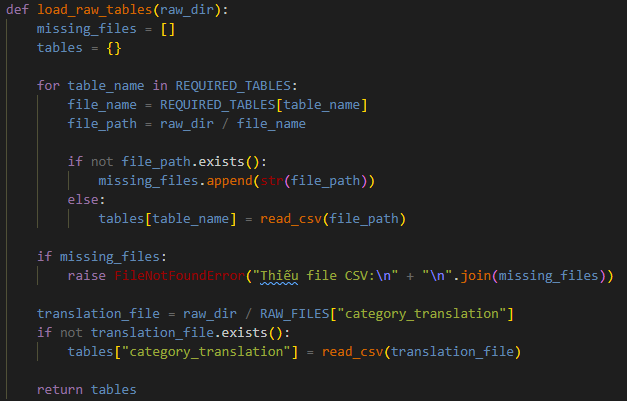 def load_raw_tables(raw_dir):
    missing_files = []
    tables = {}

    for table_name in REQUIRED_TABLES:
        file_name = REQUIRED_TABLES[table_name]
        file_path = raw_dir / file_name

        if not file_path.exists():
            missing_files.append(str(file_path))
        else:
            tables[table_name] = read_csv(file_path)

    if missing_files:
        raise FileNotFoundError("Thiếu file CSV:\n" + "\n".join(missing_files))

    translation_file = raw_dir / RAW_FILES["category_translation"]
    if not translation_file.exists():
        tables["category_translation"] = read_csv(translation_file)

    return tables